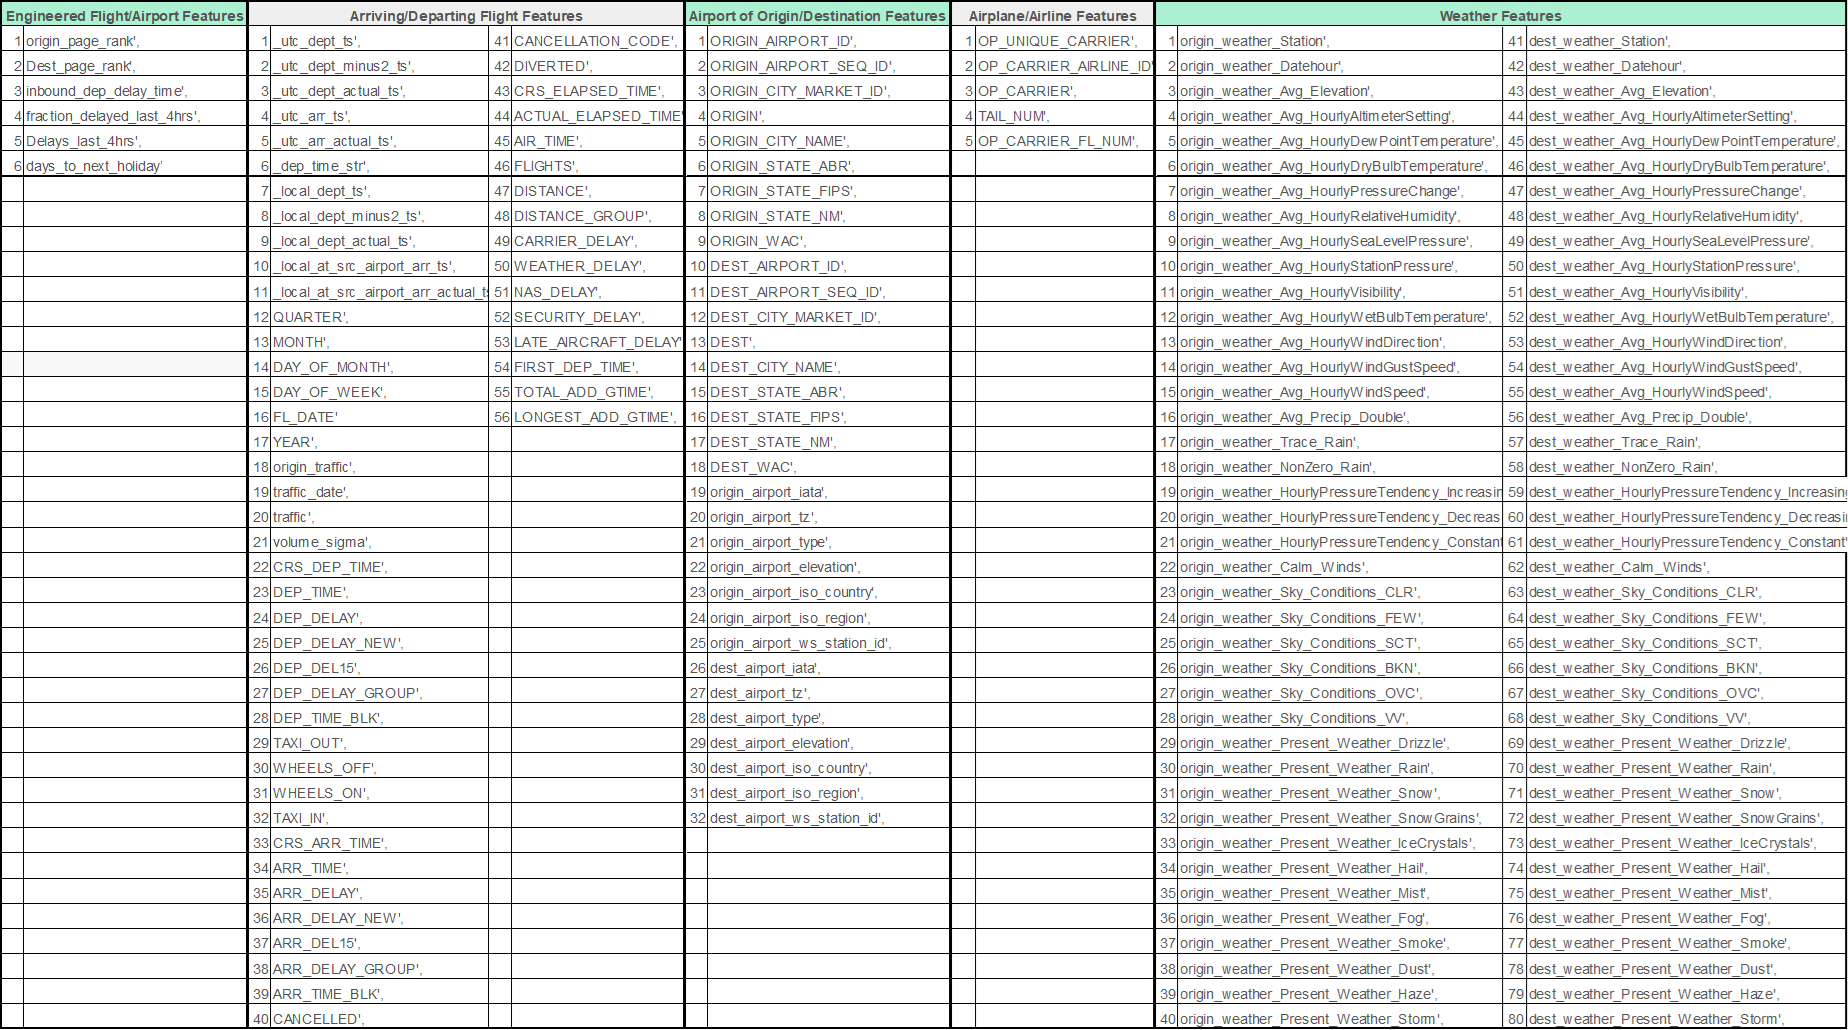 Engineered Flight/Airport Features Arriving/Departing Flight Features Airport of Origin/Destination Features Airplane/Airline Features Weather Features
1 origin_page_rank', 1 _utc_dept_ts', 41 CANCELLATION_CODE', 1 ORIGIN_AIRPORT_ID', 1 OP_UNIQUE_CARRIER', 1 origin_weather_Station', 41 dest_weather_Station',
2 Dest_page_rank', 2 _utc_dept_minus2_ts', 42 DIVERTED', 2 ORIGIN_AIRPORT_SEQ_ID', 2 OP_CARRIER_AIRLINE_ID' 2 origin_weather_Datehour', 42 dest_weather_Datehour',
3 inbound_dep_delay_time', 3 _utc_dept_actual_ts', 43 CRS_ELAPSED_TIME', 3 ORIGIN_CITY_MARKET_ID', 3 OP_CARRIER', 3 origin_weather_Avg_Elevation', 43 dest_weather_Avg_Elevation',
4 fraction_delayed_last_4hrs', 4 _utc_arr_ts', 44 ACTUAL_ELAPSED_TIME' 4 ORIGIN', 4 TAIL_NUM', 4 origin_weather_Avg_HourlyAltimeterSetting', 44 dest_weather_Avg_HourlyAltimeterSetting',
5 Delays_last_4hrs', 5 _utc_arr_actual_ts', 45 AIR_TIME', 5 ORIGIN_CITY_NAME', 5 OP_CARRIER_FL_NUM', 5 origin_weather_Avg_HourlyDewPointTemperature', 45 dest_weather_Avg_HourlyDewPointTemperature',
6 days_to_next_holiday' 6 _dep_time_str', 46 FLIGHTS', 6 ORIGIN_STATE_ABR', 6 origin_weather_Avg_HourlyDryBulbTemperature', 46 dest_weather_Avg_HourlyDryBulbTemperature',
7 _local_dept_ts', 47 DISTANCE', 7 ORIGIN_STATE_FIPS', 7 origin_weather_Avg_HourlyPressureChange', 47 dest_weather_Avg_HourlyPressureChange',
8 _local_dept_minus2_ts', 48 DISTANCE_GROUP', 8 ORIGIN_STATE_NM', 8 origin_weather_Avg_HourlyRelativeHumidity', 48 dest_weather_Avg_HourlyRelativeHumidity',
9 _local_dept_actual_ts', 49 CARRIER_DELAY', 9 ORIGIN_WAC', 9 origin_weather_Avg_HourlySeaLevelPressure', 49 dest_weather_Avg_HourlySeaLevelPressure',
10 _local_at_src_airport_arr_ts', 50 WEATHER_DELAY', 10 DEST_AIRPORT_ID', 10 origin_weather_Avg_HourlyStationPressure', 50 dest_weather_Avg_HourlyStationPressure',
11 _local_at_src_airport_arr_actual_ts 51 NAS_DELAY', 11 DEST_AIRPORT_SEQ_ID', 11 origin_weather_Avg_HourlyVisibility', 51 dest_weather_Avg_HourlyVisibility',
12 QUARTER', 52 SECURITY_DELAY', 12 DEST_CITY_MARKET_ID', 12 origin_weather_Avg_HourlyWetBulbTemperature', 52 dest_weather_Avg_HourlyWetBulbTemperature',
13 MONTH', 53 LATE_AIRCRAFT_DELAY' 13 DEST', 13 origin_weather_Avg_HourlyWindDirection', 53 dest_weather_Avg_HourlyWindDirection',
14 DAY_OF_MONTH', 54 FIRST_DEP_TIME', 14 DEST_CITY_NAME', 14 origin_weather_Avg_HourlyWindGustSpeed', 54 dest_weather_Avg_HourlyWindGustSpeed',
15 DAY_OF_WEEK', 55 TOTAL_ADD_GTIME', 15 DEST_STATE_ABR', 15 origin_weather_Avg_HourlyWindSpeed', 55 dest_weather_Avg_HourlyWindSpeed',
16 FL_DATE' 56 LONGEST_ADD_GTIME', 16 DEST_STATE_FIPS', 16 origin_weather_Avg_Precip_Double', 56 dest_weather_Avg_Precip_Double',
17 YEAR', 17 DEST_STATE_NM', 17 origin_weather_Trace_Rain', 57 dest_weather_Trace_Rain',
18 origin_traffic', 18 DEST_WAC', 18 origin_weather_NonZero_Rain', 58 dest_weather_NonZero_Rain',
19 traffic_date', 19 origin_airport_iata', 19 origin_weather_HourlyPressureTendency_Increasin 59 dest_weather_HourlyPressureTendency_Increasing
20 traffic', 20 origin_airport_tz', 20 origin_weather_HourlyPressureTendency_Decreas 60 dest_weather_HourlyPressureTendency_Decreasi
21 volume_sigma', 21 origin_airport_type', 21 origin_weather_HourlyPressureTendency_Constant 61 dest_weather_HourlyPressureTendency_Constant'
22 CRS_DEP_TIME', 22 origin_airport_elevation', 22 origin_weather_Calm_Winds', 62 dest_weather_Calm_Winds',
23 DEP_TIME', 23 origin_airport_iso_country', 23 origin_weather_Sky_Conditions_CLR', 63 dest_weather_Sky_Conditions_CLR',
24 DEP_DELAY', 24 origin_airport_iso_region', 24 origin_weather_Sky_Conditions_FEW', 64 dest_weather_Sky_Conditions_FEW',
25 DEP_DELAY_NEW', 25 origin_airport_ws_station_id', 25 origin_weather_Sky_Conditions_SCT', 65 dest_weather_Sky_Conditions_SCT',
26 DEP_DEL15', 26 dest_airport_iata', 26 origin_weather_Sky_Conditions_BKN', 66 dest_weather_Sky_Conditions_BKN',
27 DEP_DELAY_GROUP', 27 dest_airport_tz', 27 origin_weather_Sky_Conditions_OVC', 67 dest_weather_Sky_Conditions_OVC',
28 DEP_TIME_BLK', 28 dest_airport_type', 28 origin_weather_Sky_Conditions_VV', 68 dest_weather_Sky_Conditions_VV',
29 TAXI_OUT', 29 dest_airport_elevation', 29 origin_weather_Present_Weather_Drizzle', 69 dest_weather_Present_Weather_Drizzle',
30 WHEELS_OFF', 30 dest_airport_iso_country', 30 origin_weather_Present_Weather_Rain', 70 dest_weather_Present_Weather_Rain',
31 WHEELS_ON', 31 dest_airport_iso_region', 31 origin_weather_Present_Weather_Snow', 71 dest_weather_Present_Weather_Snow',
32 TAXI_IN', 32 dest_airport_ws_station_id', 32 origin_weather_Present_Weather_SnowGrains', 72 dest_weather_Present_Weather_SnowGrains',
33 CRS_ARR_TIME', 33 origin_weather_Present_Weather_IceCrystals', 73 dest_weather_Present_Weather_IceCrystals',
34 ARR_TIME', 34 origin_weather_Present_Weather_Hail', 74 dest_weather_Present_Weather_Hail',
35 ARR_DELAY', 35 origin_weather_Present_Weather_Mist', 75 dest_weather_Present_Weather_Mist',
36 ARR_DELAY_NEW', 36 origin_weather_Present_Weather_Fog', 76 dest_weather_Present_Weather_Fog',
37 ARR_DEL15', 37 origin_weather_Present_Weather_Smoke', 77 dest_weather_Present_Weather_Smoke',
38 ARR_DELAY_GROUP', 38 origin_weather_Present_Weather_Dust', 78 dest_weather_Present_Weather_Dust',
39 ARR_TIME_BLK', 39 origin_weather_Present_Weather_Haze', 79 dest_weather_Present_Weather_Haze',
40 CANCELLED', 40 origin_weather_Present_Weather_Storm', 80 dest_weather_Present_Weather_Storm',